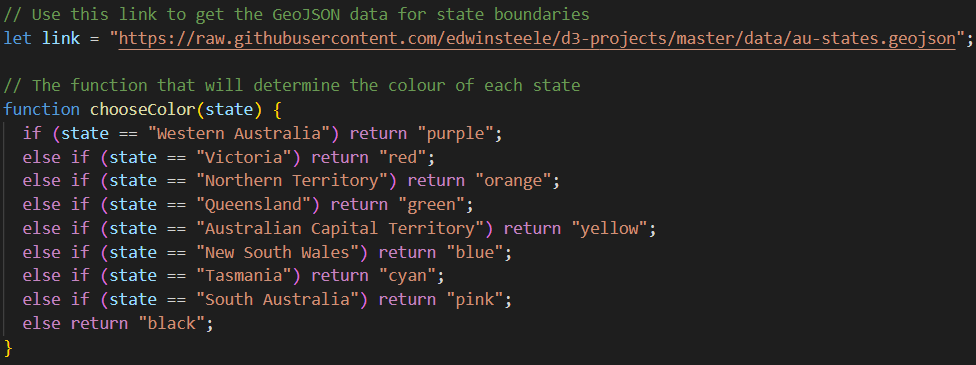 // Use this link to get the GeoJSON data for state boundaries
let link = "https://raw.githubusercontent.com/edwinsteele/d3-projects/master/data/au-states.geojson";

// The function that will determine the colour of each state
function chooseColor(state) {
  if (state == "Western Australia") return "purple";
  else if (state == "Victoria") return "red";
  else if (state == "Northern Territory") return "orange";
  else if (state == "Queensland") return "green";
  else if (state == "Australian Capital Territory") return "yellow";
  else if (state == "New South Wales") return "blue";
  else if (state == "Tasmania") return "cyan";
  else if (state == "South Australia") return "pink";
  else return "black";
}